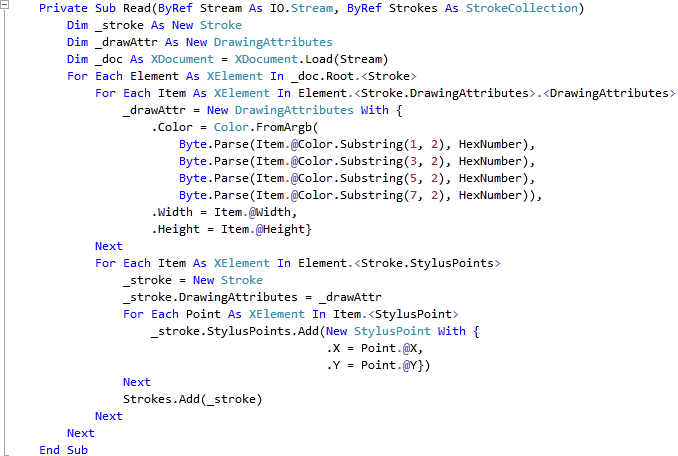 Private Sub Read(ByRef Stream As IO.Stream, ByRef Strokes As StrokeCollection)
    Dim _stroke As New Stroke
    Dim _drawAttr As New DrawingAttributes
    Dim _doc As XDocument = XDocument.Load(Stream)
    For Each Element As XElement In _doc.Root.<Stroke>
        For Each Item As XElement In Element.<Stroke.DrawingAttributes>.<DrawingAttributes>
            _drawAttr = New DrawingAttributes With {
                .Color = Color.FromArgb(
                    Byte.Parse(Item.@Color.Substring(1, 2), HexNumber),
                    Byte.Parse(Item.@Color.Substring(3, 2), HexNumber),
                    Byte.Parse(Item.@Color.Substring(5, 2), HexNumber),
                    Byte.Parse(Item.@Color.Substring(7, 2), HexNumber)),
                .Width = Item.@Width,
                .Height = Item.@Height}
        Next
        For Each Item As XElement In Element.<Stroke.StylusPoints>
            _stroke = New Stroke
            _stroke.DrawingAttributes = _drawAttr
            For Each Point As XElement In Item.<StylusPoint>
                _stroke.StylusPoints.Add(New StylusPoint With {
                                         .X = Point.@X,
                                         .Y = Point.@Y})
            Next
            Strokes.Add(_stroke)
        Next
    Next
End Sub